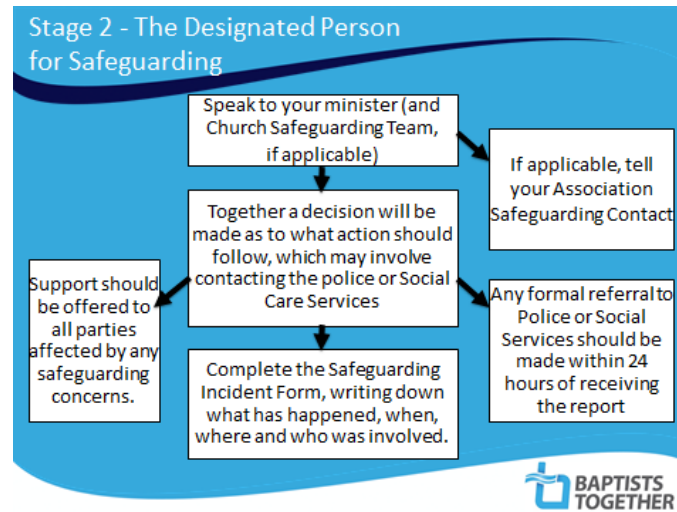 Stage 2 - The Designated Person
for Safeguarding
Speak to your minister (and
Church Safeguarding Team,
if applicable)
If applicable, tell
your Association
Safeguarding Contact
Together a decision will be
made as to what action should
follow, which may involve
contacting the police or Social
Care Services
Support should
be offered to
all parties
affected by any
safeguarding
concerns.
Any formal referral to
Police or Social
Services should be
made within 24
hours of receiving
the report
Complete the Safeguarding
Incident Form, writing down
what has happened, when,
where and who was involved.
BAPTISTS
TOGETHER